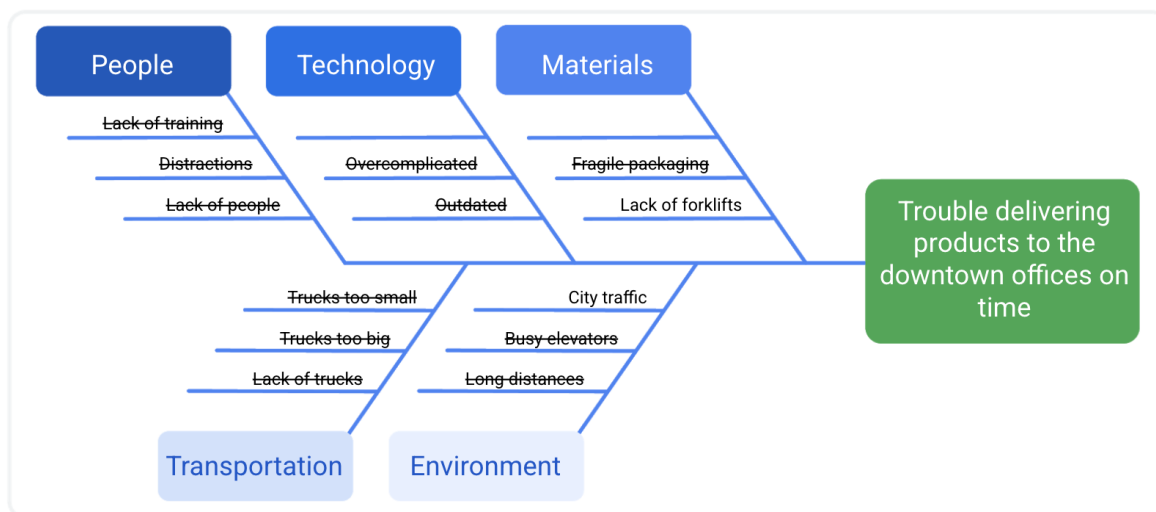 People
Technology
Materials
Lack of training
Distractions
Overcomplicated
Fragile packaging
Lack of people
Outdated
Lack of forklifts
Trouble delivering
products to the
downtown offices on
time
Trucks too small
City traffic
Trucks too big
Busy elevators
Lack of trucks
Long distances
Transportation
Environment